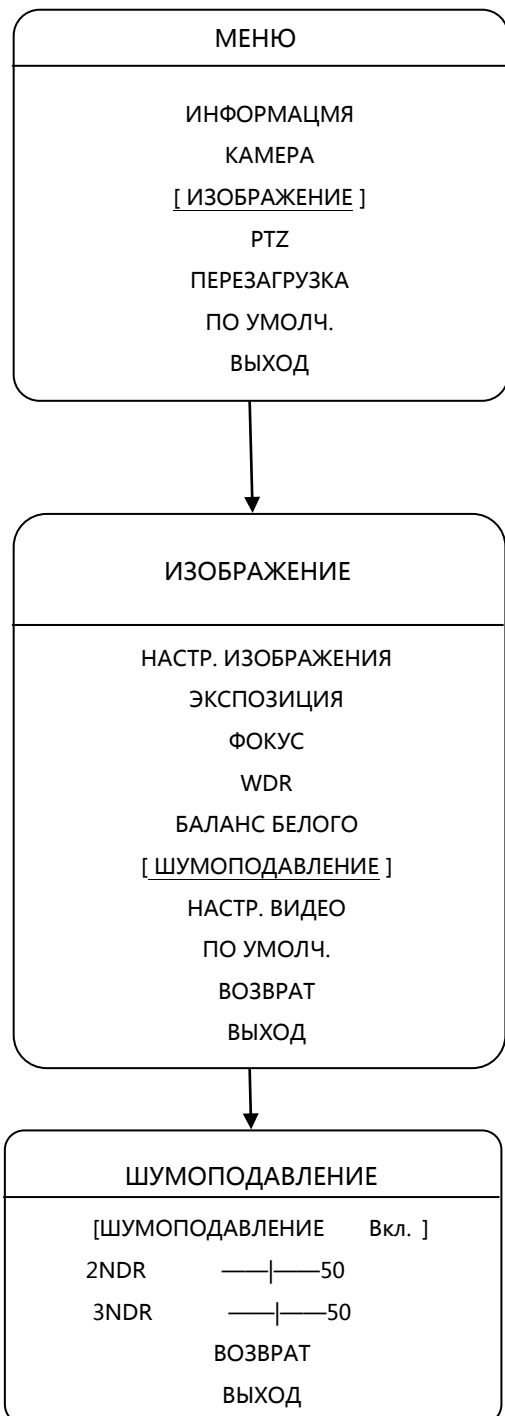 МЕНЮ
ИНФОРМАЦМЯ
КАМЕРА
[ ИЗОБРАЖЕНИЕ ]
PTZ
ПЕРЕЗАГРУЗКА
ПО УМОЛЧ.
ВЫХОД
ИЗОБРАЖЕНИЕ
НАСТР. ИЗОБРАЖЕНИЯ
ЭКСПОЗИЦИЯ
ФОКУС
WDR
БАЛАНС БЕЛОГО
[ ШУМОПОДАВЛЕНИЕ ]
НАСТР. ВИДЕО
ПО УМОЛЧ.
ВОЗВРАТ
ВЫХОД
ШУМОПОДАВЛЕНИЕ
[ШУМОПОДАВЛЕНИЕ Вкл. ]
2NDR ——|——50
3NDR ——|——50
ВОЗВРАТ
ВЫХОД